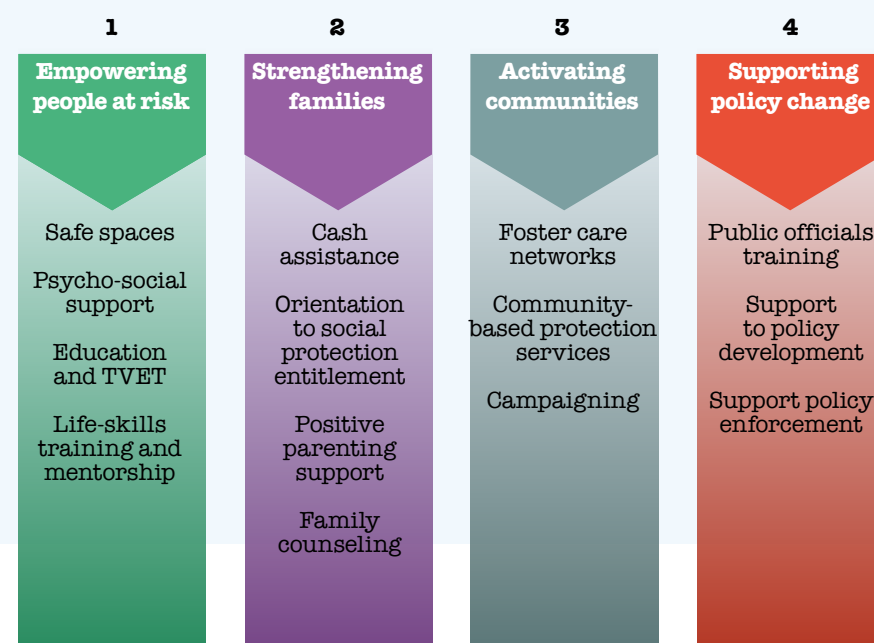 1
Empowering
people at risk
Safe spaces
Psycho-social
support
Education
and TVET
Life-skills
training and
mentorship
2
Strengthening
families
Cash
assistance
Orientation
to social
protection
entitlement
Positive
parenting
support
Family
counseling
3
Activating
communities
Foster care
networks
Community-
based protection
services
Campaigning
4
Supporting
policy change
Public officials
training
Support
to policy
development
Support policy
enforcement